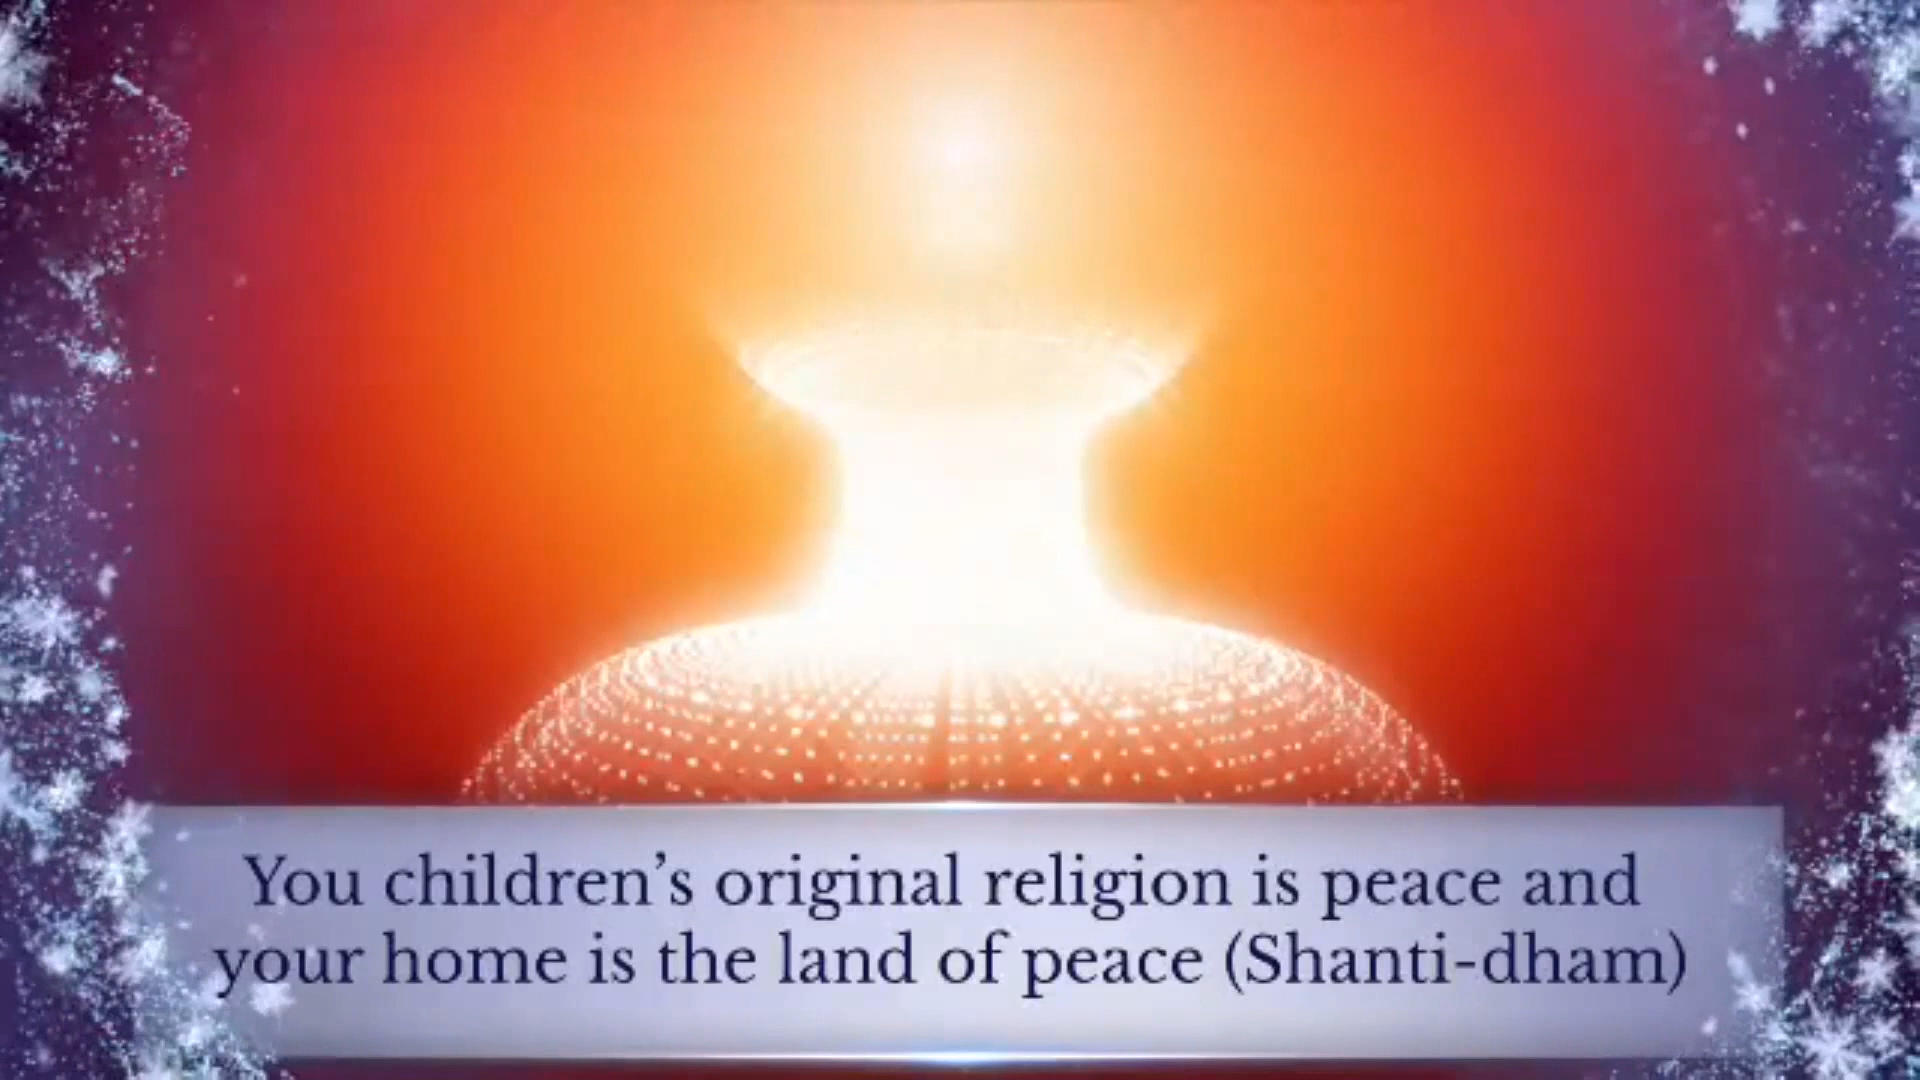 You children’s original religion is peace and
your home is the land of peace (Shanti-dham)